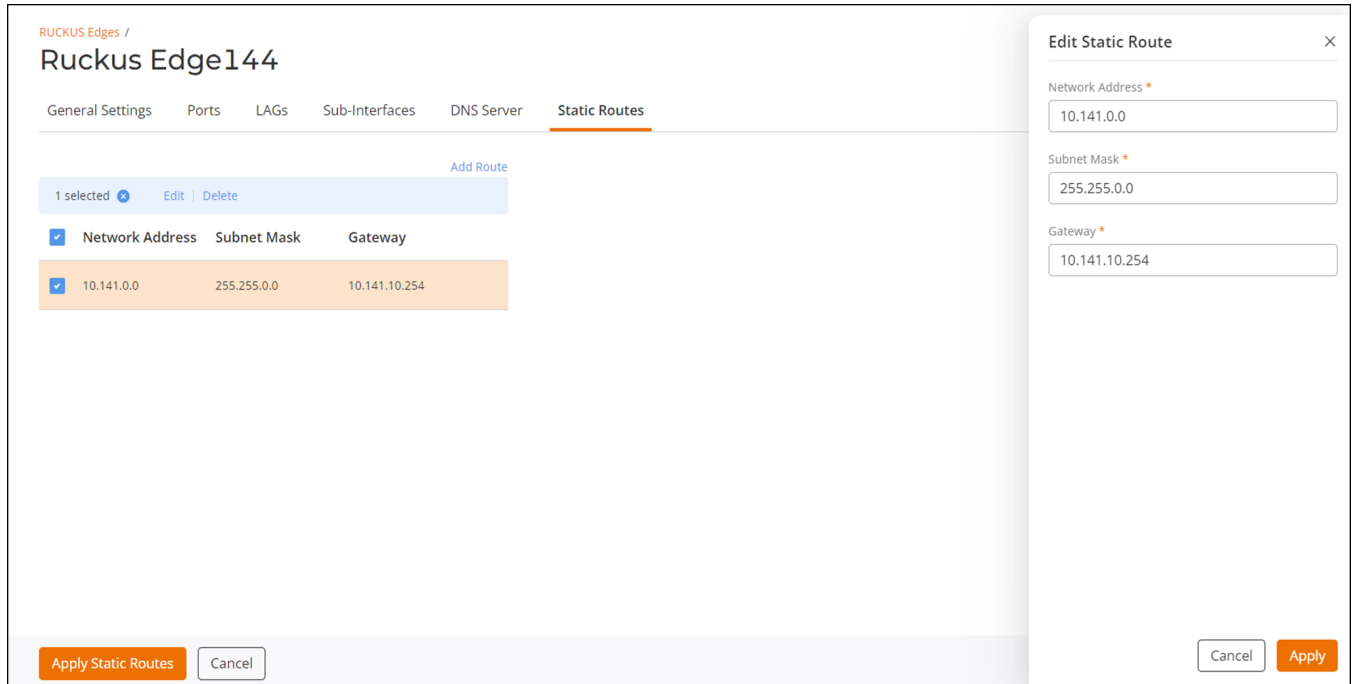 RUCKUS Edges /
Ruckus Edge144
General Settings Ports LAGs Sub-Interfaces DNS Server Static Routes
Add Route
1 selected Edit Delete
Network Address Subnet Mask Gateway
10.141.0.0 255.255.0.0 10.141.10.254
Apply Static Routes Cancel
Edit Static Route
Network Address *
10.141.0.0
Subnet Mask *
255.255.0.0
Gateway *
10.141.10.254
Cancel Apply